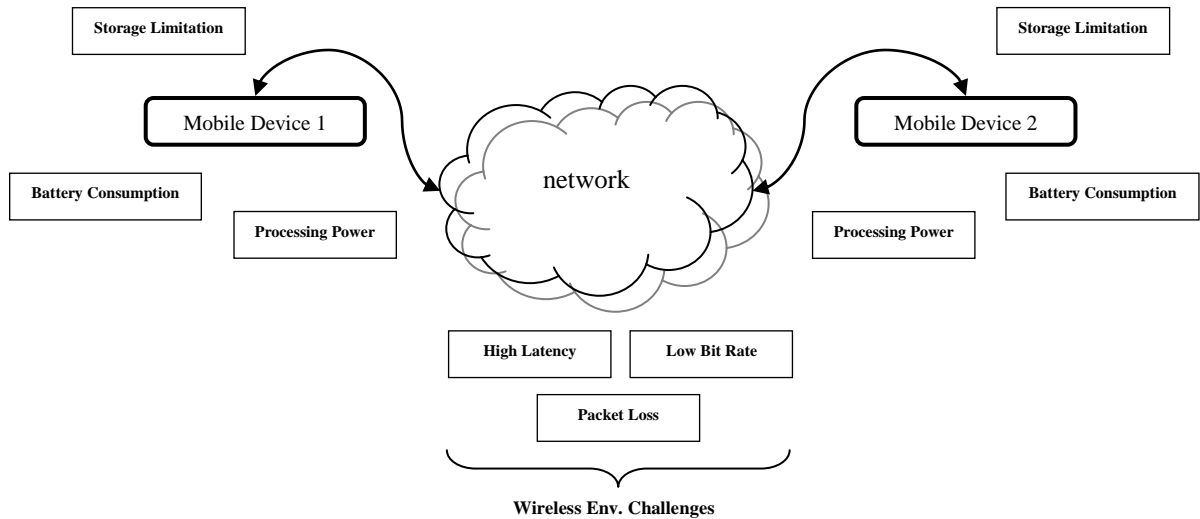 Storage Limitation
Storage Limitation
Mobile Device 1
Mobile Device 2
network
Battery Consumption
Battery Consumption
Processing Power
Processing Power
High Latency
Low Bit Rate
Packet Loss
Wireless Env. Challenges